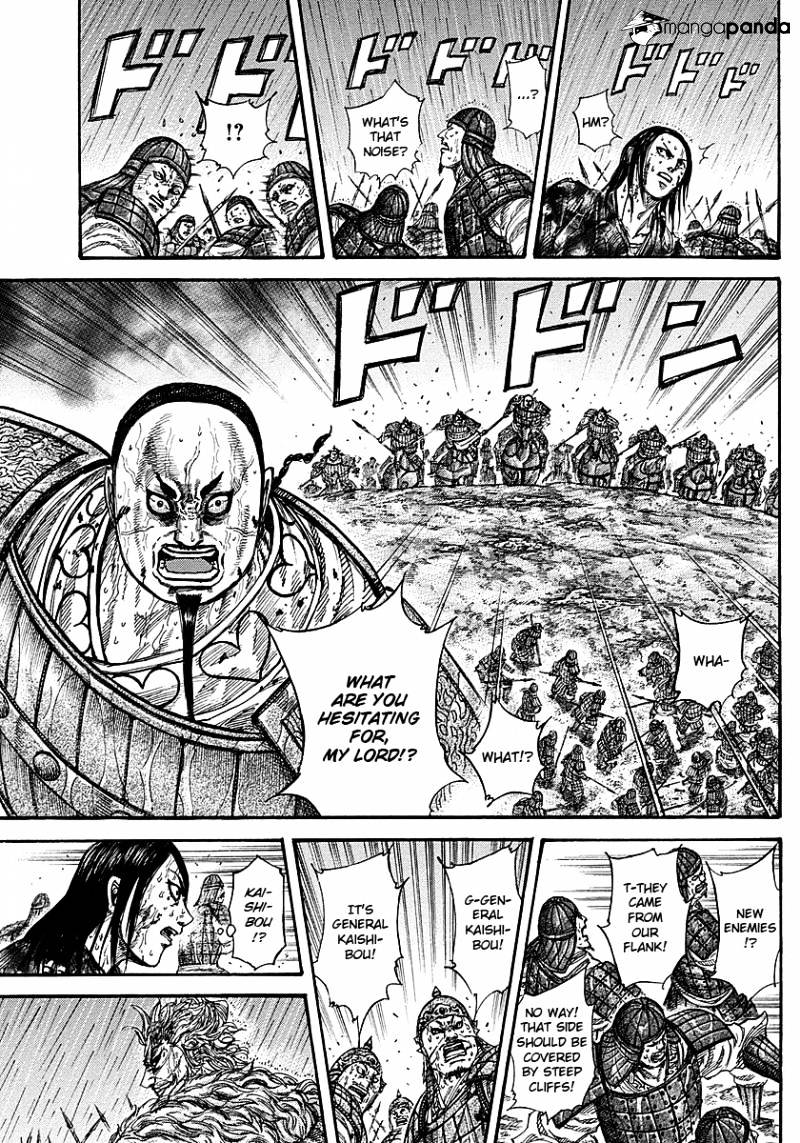 mangapanda
ドドド
HM?
ドドド
...?
WHAT'S
THAT
NOISE?
ドドド
!?
ドドドン
WHA-
WHAT!?
WHAT
ARE YOU
HESITATING
FOR,
MY LORD!?
NEW
ENEMIES
!?
T-THEY
CAME
FROM
OUR
FLANK!
NO WAY!
THAT SIDE
SHOULD BE
COVERED
BY STEEP
CLIFFS!
G-GEN-
ERAL
KAISHI-
BOU!
IT'S
GENERAL
KAISHI-
BOU!
KAI-
SHI-
BOU
!?